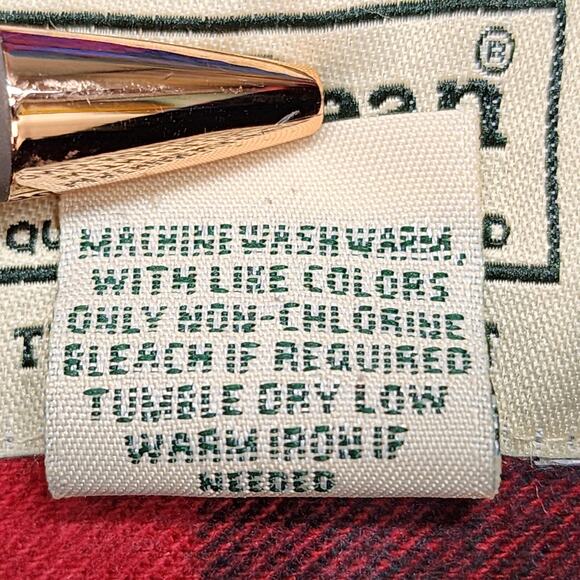 ®
MACHINE WASH WARM,
WITH LIKE COLORS
ONLY NON-CHLORINE
BLEACH IF REQUIRED
TUMBLE DRY LOW
WARM IRON IF
NEEDED